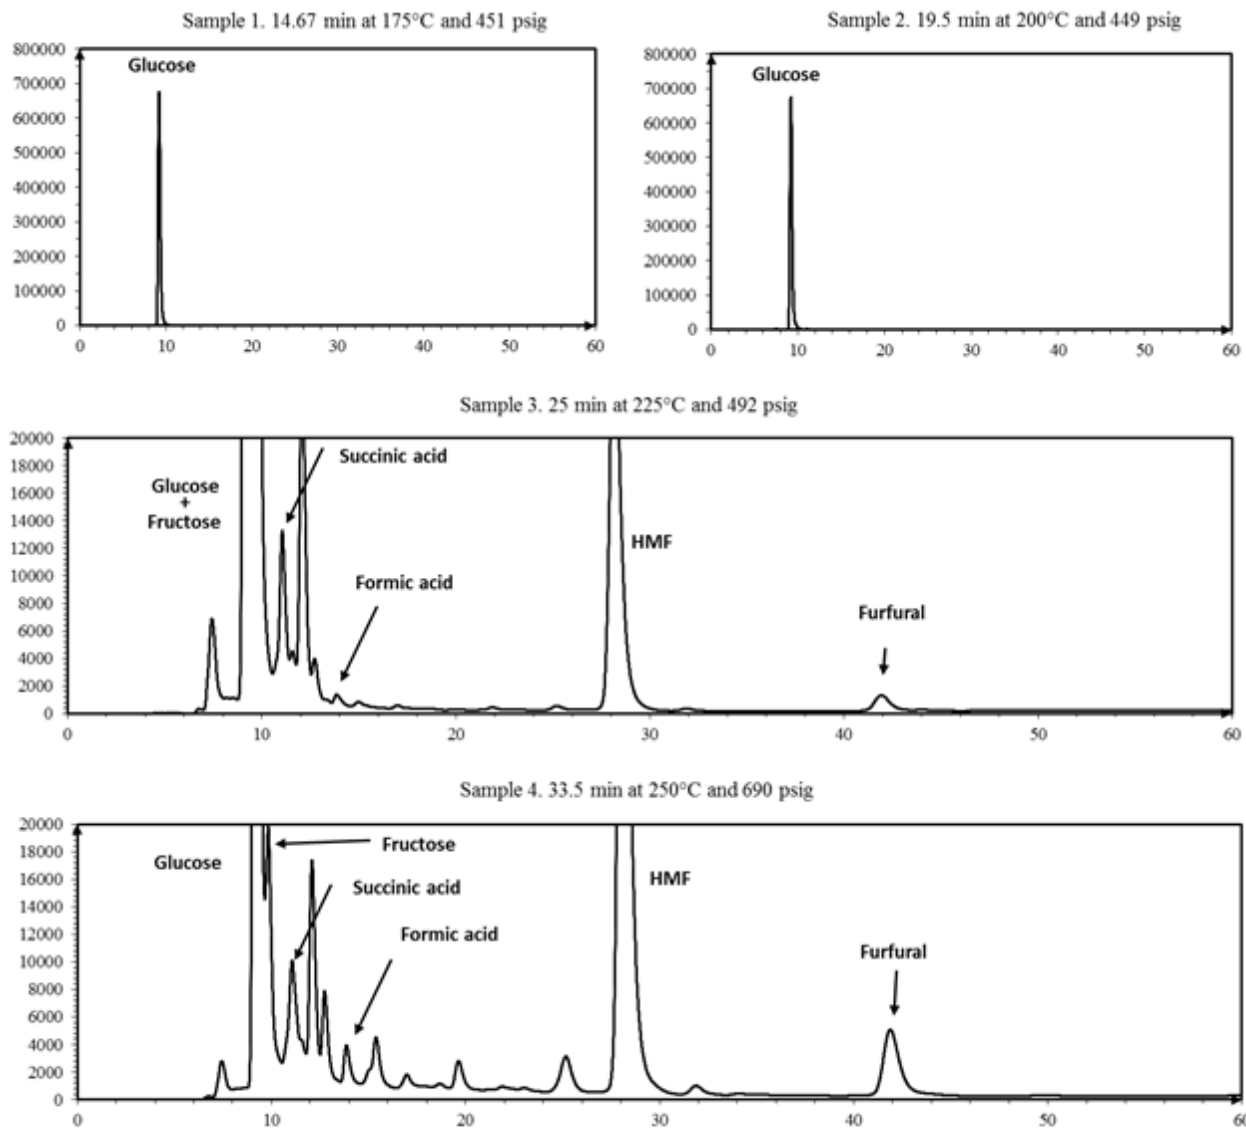 Sample 1. 14.67 min at 175°C and 451 psig
800000
700000
600000
500000
400000
300000
200000
100000
0
Glucose
0 10 20 30 40 50 60
Sample 2. 19.5 min at 200°C and 449 psig
800000
700000
600000
500000
400000
300000
200000
100000
0
Glucose
0 10 20 30 40 50 60
Sample 3. 25 min at 225°C and 492 psig
20000
18000
16000
14000
12000
10000
8000
6000
4000
2000
0
Glucose
+
Fructose
Succinic acid
Formic acid
HMF
Furfural
0 10 20 30 40 50 60
Sample 4. 33.5 min at 250°C and 690 psig
20000
18000
16000
14000
12000
10000
8000
6000
4000
2000
0
Glucose
Fructose
Succinic acid
Formic acid
HMF
Furfural
0 10 20 30 40 50 60